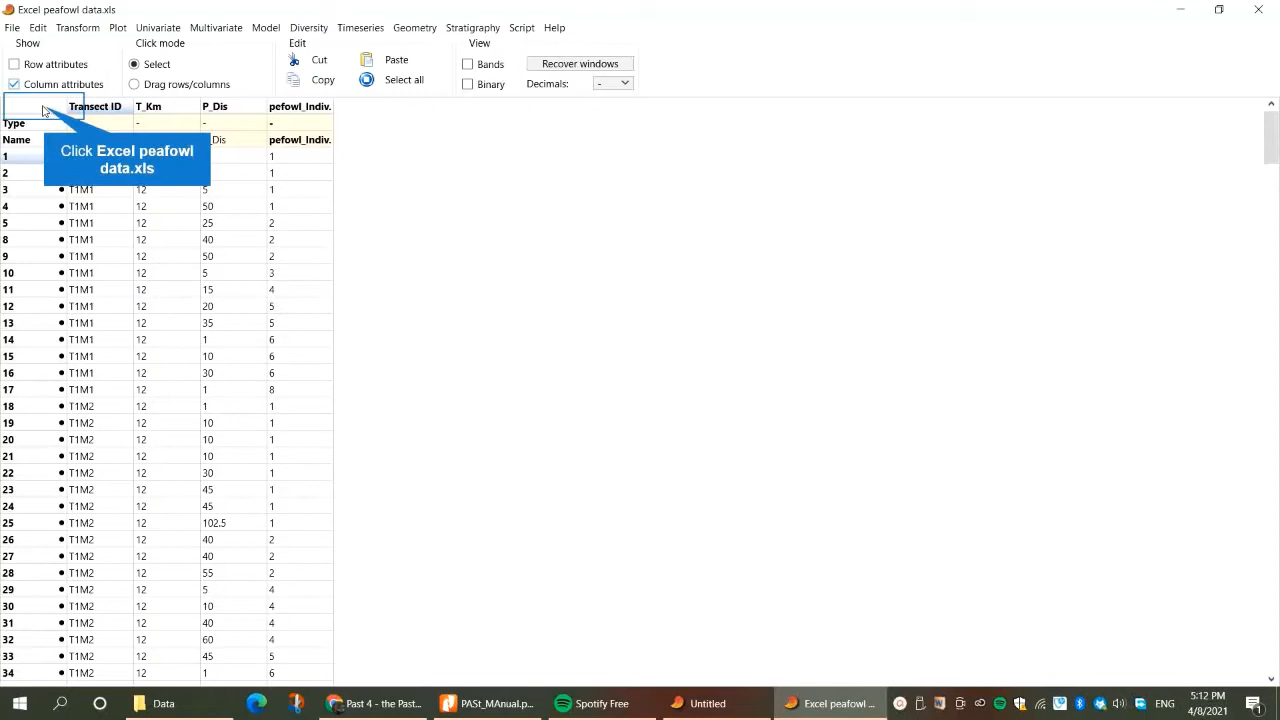 Excel peafowl data.xls
File Edit Transform Plot Univariate Multivariate Model Diversity Timeseries Geometry Stratigraphy Script Help
Show Click mode Edit View
Row attributes Select Cut Paste Bands Recover windows
Column attributes Drag rows/columns Copy Select all Binary Decimals: -
Transect ID T_Km P_Dis pefowl_Indiv.
Type - - -
Name _Dis pefowl_Indiv.
Click Excel peafowl
data.xls
1 1
2 1
3 T1M1 12 5 1
4 T1M1 12 50 1
5 T1M1 12 25 2
8 T1M1 12 40 2
9 T1M1 12 50 2
10 T1M1 12 5 3
11 T1M1 12 15 4
12 T1M1 12 20 5
13 T1M1 12 35 5
14 T1M1 12 1 6
15 T1M1 12 10 6
16 T1M1 12 30 6
17 T1M1 12 1 8
18 T1M2 12 1 1
19 T1M2 12 10 1
20 T1M2 12 10 1
21 T1M2 12 10 1
22 T1M2 12 30 1
23 T1M2 12 45 1
24 T1M2 12 45 1
25 T1M2 12 102.5 1
26 T1M2 12 40 2
27 T1M2 12 40 2
28 T1M2 12 55 2
29 T1M2 12 5 4
30 T1M2 12 10 4
31 T1M2 12 40 4
32 T1M2 12 60 4
33 T1M2 12 45 5
34 T1M2 12 1 6
Data Past 4 - the Past... PASt_MAnual.p... Spotify Free Untitled Excel peafowl ... ENG 5:12 PM
4/8/2021